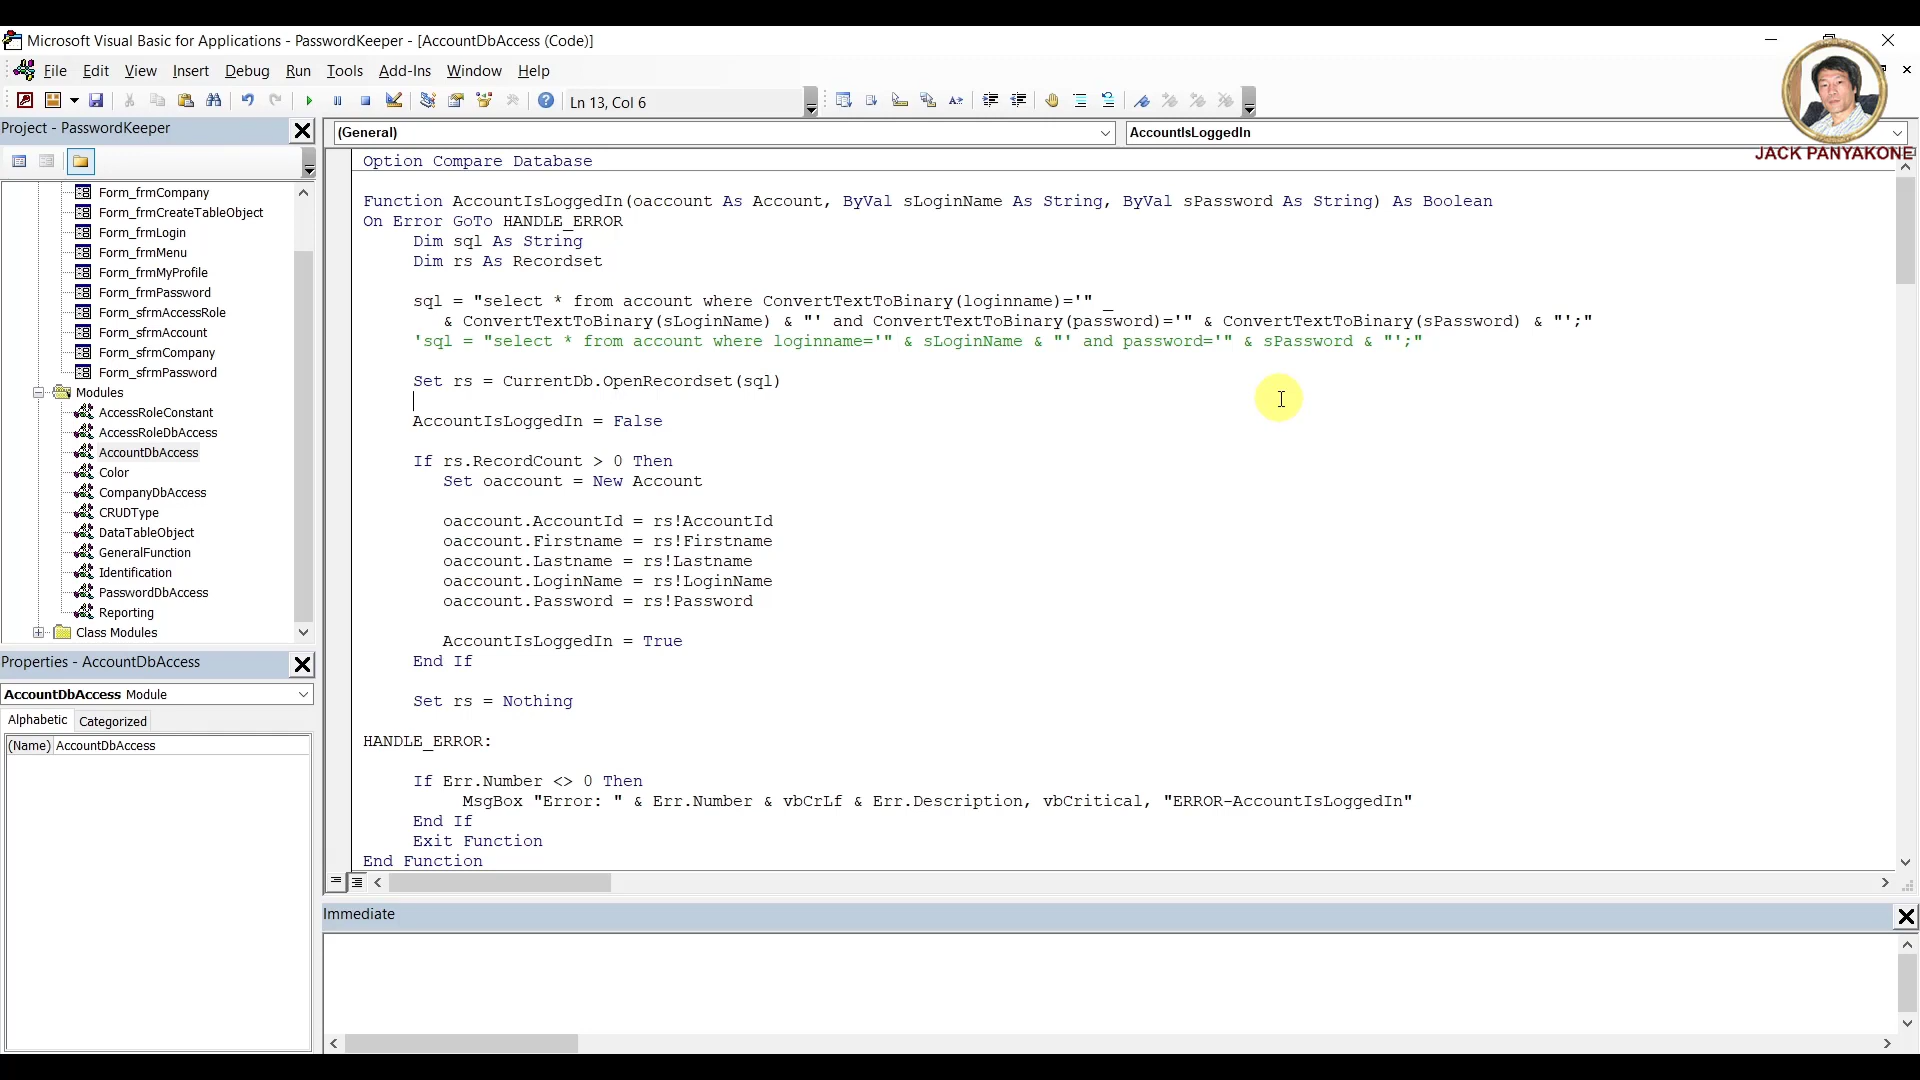 Microsoft Visual Basic for Applications - PasswordKeeper - [AccountDbAccess (Code)]
File Edit View Insert Debug Run Tools Add-Ins Window Help
Ln 13, Col 6
Project - PasswordKeeper
Form_frmCompany
Form_frmCreateTableObject
Form_frmLogin
Form_frmMenu
Form_frmMyProfile
Form_frmPassword
Form_sfrmAccessRole
Form_sfrmAccount
Form_sfrmCompany
Form_sfrmPassword
Modules
AccessRoleConstant
AccessRoleDbAccess
AccountDbAccess
Color
CompanyDbAccess
CRUDType
DataTableObject
GeneralFunction
Identification
PasswordDbAccess
Reporting
Class Modules
Properties - AccountDbAccess
AccountDbAccess Module
Alphabetic Categorized
(Name) AccountDbAccess
(General)
AccountIsLoggedIn
JACK PANYAKONE
Option Compare Database
Function AccountIsLoggedIn(oaccount As Account, ByVal sLoginName As String, ByVal sPassword As String) As Boolean
On Error GoTo HANDLE_ERROR
Dim sql As String
Dim rs As Recordset
sql = "select * from account where ConvertTextToBinary(loginname)='" _
& ConvertTextToBinary(sLoginName) & "' and ConvertTextToBinary(password)='" & ConvertTextToBinary(sPassword) & "';"
'sql = "select * from account where loginname='" & sLoginName & "' and password='" & sPassword & "';"
Set rs = CurrentDb.OpenRecordset(sql)
AccountIsLoggedIn = False
If rs.RecordCount > 0 Then
Set oaccount = New Account
oaccount.AccountId = rs!AccountId
oaccount.Firstname = rs!Firstname
oaccount.Lastname = rs!Lastname
oaccount.LoginName = rs!LoginName
oaccount.Password = rs!Password
AccountIsLoggedIn = True
End If
Set rs = Nothing
HANDLE_ERROR:
If Err.Number <> 0 Then
MsgBox "Error: " & Err.Number & vbCrLf & Err.Description, vbCritical, "ERROR-AccountIsLoggedIn"
End If
Exit Function
End Function
Immediate